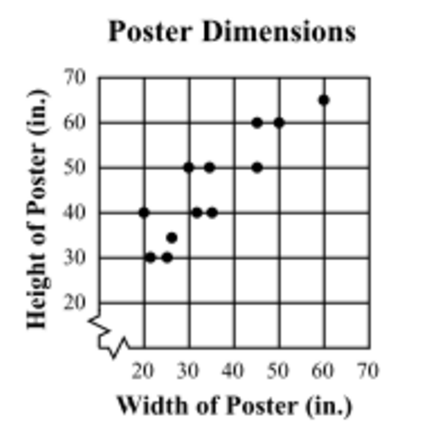 Poster Dimensions
Height of Poster (in.)
70
60
50
40
30
20
20 30 40 50 60 70
Width of Poster (in.)